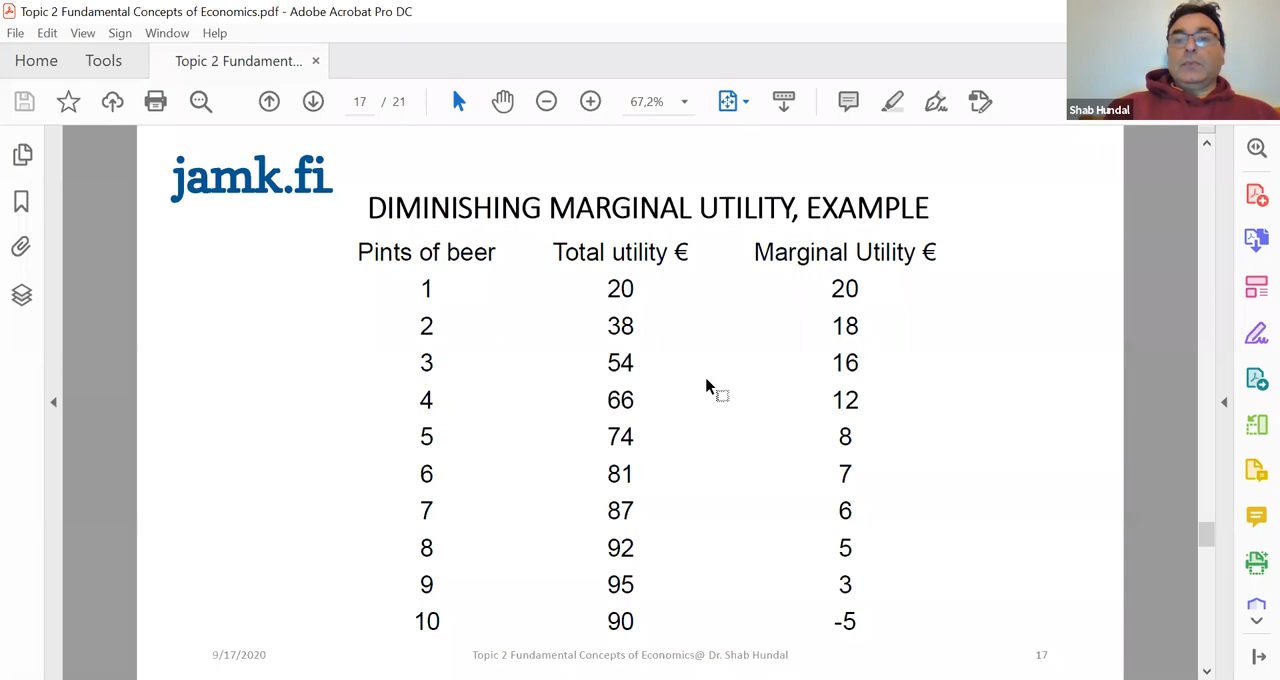 Topic 2 Fundamental Concepts of Economics.pdf - Adobe Acrobat Pro DC
File Edit View Sign Window Help
Home Tools Topic 2 Fundament... ×
17 / 21 67,2%
Shab Hundal
jamk.fi
DIMINISHING MARGINAL UTILITY, EXAMPLE
Pints of beer Total utility € Marginal Utility €
1 20 20
2 38 18
3 54 16
4 66 12
5 74 8
6 81 7
7 87 6
8 92 5
9 95 3
10 90 -5
9/17/2020 Topic 2 Fundamental Concepts of Economics@ Dr. Shab Hundal 17